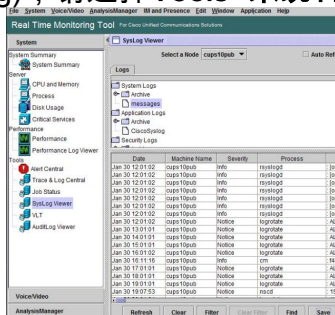 File System Voice/Video AnalysisManager IM and Presence Edit Window Application Help
Real Time Monitoring Tool For Cisco Unified Communications Solutions
System
System Summary
System Summary
Server
CPU and Memory
Process
Disk Usage
Critical Services
Performance
Performance
Performance Log Viewer
Tools
Alert Central
Trace & Log Central
Job Status
SysLog Viewer
VLT
AuditLog Viewer
Voice/Video
AnalysisManager
SysLog Viewer
Select a Node cups10pub Auto Ref
Logs
System Logs
Archive
messages
Application Logs
Archive
CiscoSyslog
Security Logs
Date Machine Name Severity Process
Jan 30 12:01:02 cups10pub Info rsyslogd
Jan 30 12:01:02 cups10pub Info rsyslogd
Jan 30 12:01:02 cups10pub Info rsyslogd
Jan 30 12:01:02 cups10pub Info rsyslogd
Jan 30 12:01:02 cups10pub Info rsyslogd
Jan 30 12:01:02 cups10pub Info rsyslogd
Jan 30 12:01:02 cups10pub Notice logrotate
Jan 30 13:01:01 cups10pub Notice logrotate
Jan 30 14:01:01 cups10pub Notice logrotate
Jan 30 15:01:01 cups10pub Notice logrotate
Jan 30 16:01:02 cups10pub Notice logrotate
Jan 30 16:11:16 cups10pub Info cm
Jan 30 17:01:01 cups10pub Notice logrotate
Jan 30 18:01:01 cups10pub Notice logrotate
Jan 30 19:01:01 cups10pub Notice logrotate
Jan 30 19:07:53 cups10pub Notice nscd
Refresh Clear Filter Clear Filter Find Save